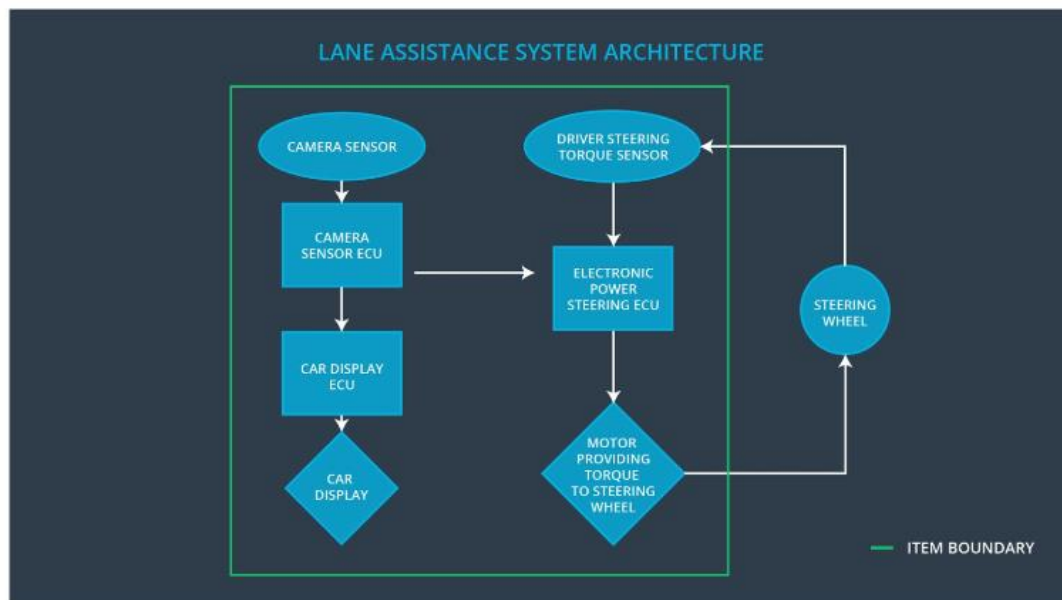 LANE ASSISTANCE SYSTEM ARCHITECTURE
CAMERA SENSOR
CAMERA
SENSOR ECU
CAR DISPLAY
ECU
CAR
DISPLAY
DRIVER STEERING
TORQUE SENSOR
ELECTRONIC
POWER
STEERING ECU
MOTOR
PROVIDING
TORQUE
TO STEERING
WHEEL
STEERING
WHEEL
ITEM BOUNDARY